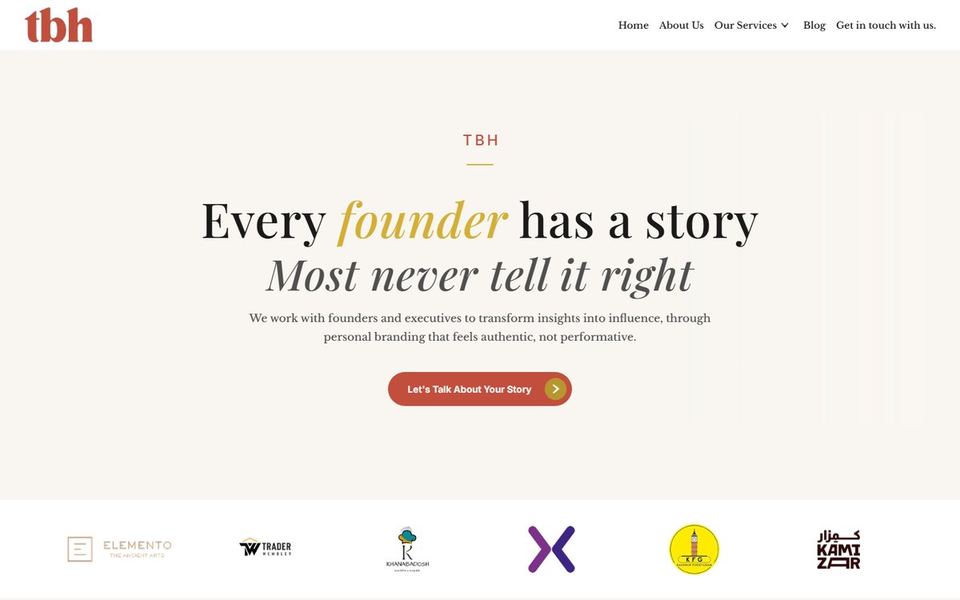 tbh
Home About Us Our Services Blog Get in touch with us.
TBH
Every founder has a story
Most never tell it right
We work with founders and executives to transform insights into influence, through
personal branding that feels authentic, not performative.
Let's Talk About Your Story
ELEMENTO
THE ANCIENT ARTS
TRADER
WEMBLEY
KHANABADOSH
KFG
كمزار
KAMI
ZAR